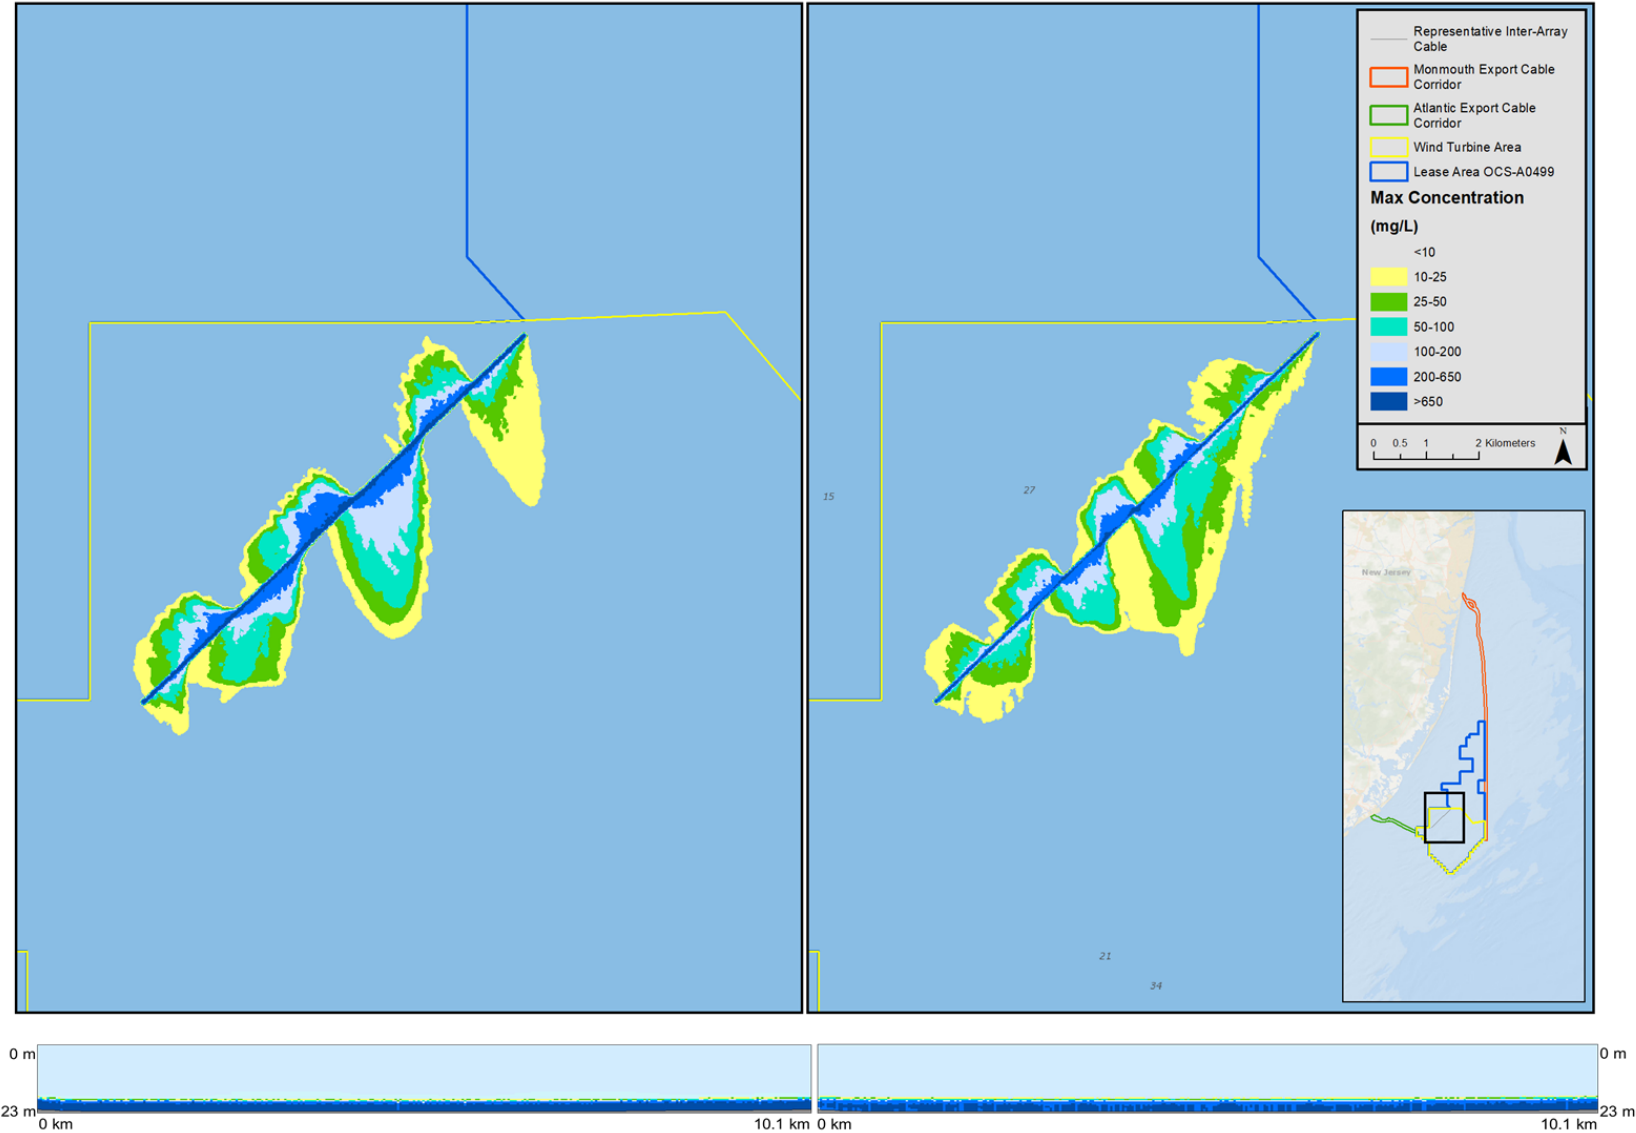 Representative Inter-Array
Cable
Monmouth Export Cable
Corridor
Atlantic Export Cable
Corridor
Wind Turbine Area
Lease Area OCS-A0499
Max Concentration
(mg/L)
<10
10-25
25-50
50-100
100-200
200-650
>650
N
0 0.5 1 2 Kilometers
15
27
21
34
New Jersey
0 m
23 m
0 km
10.1 km
0 km
10.1 km
0 m
23 m